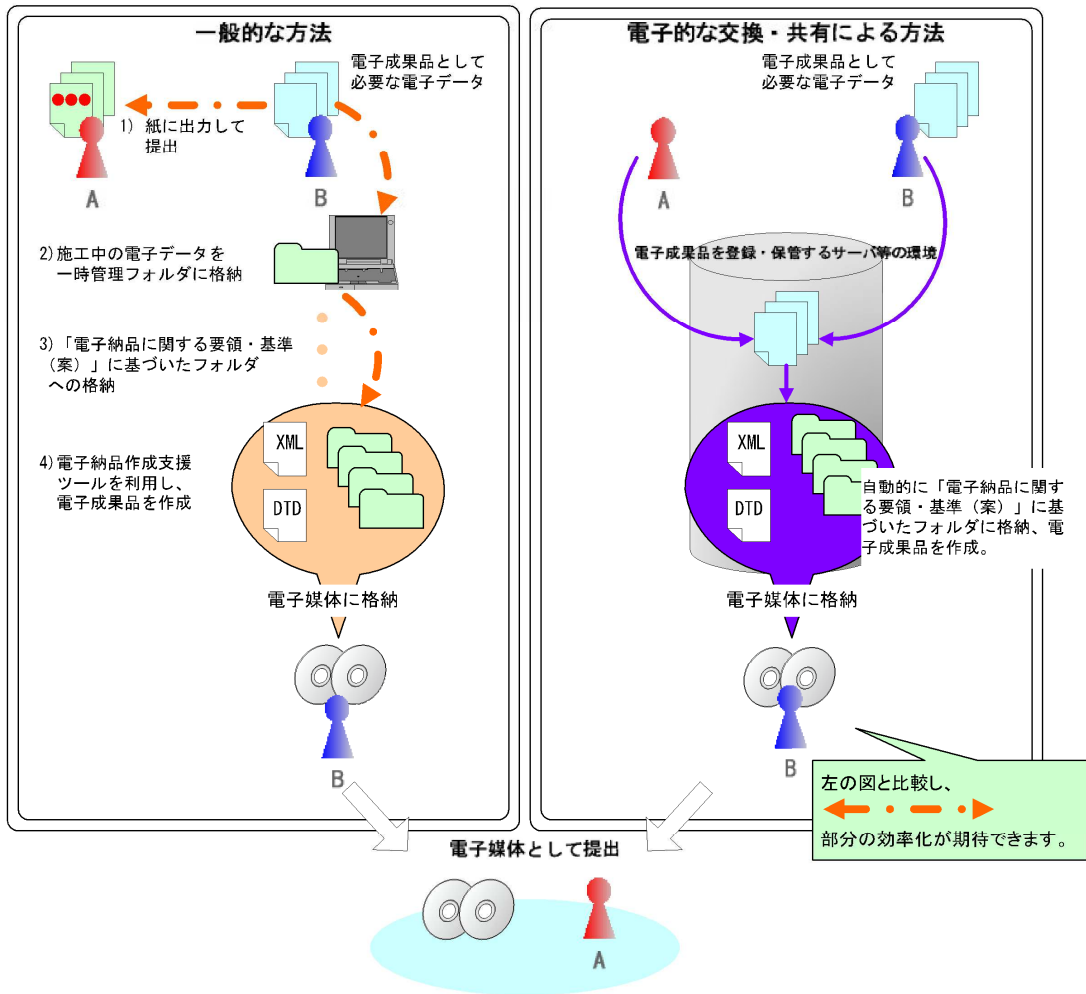 一般的な方法
電子成果品として
必要な電子データ
1) 紙に出力して
提出
A
B
2)施工中の電子データを
一時管理フォルダに格納
3)「電子納品に関する要領・基準
（案）」に基づいたフォルダ
への格納
4)電子納品作成支援
ツールを利用し、
電子成果品を作成
XML
DTD
電子媒体に格納
B
電子的な交換・共有による方法
電子成果品として
必要な電子データ
A
B
電子成果品を登録・保管するサーバ等の環境
XML
DTD
自動的に「電子納品に関す
る要領・基準（案）」に基
づいたフォルダに格納、電
子成果品を作成。
電子媒体に格納
B
左の図と比較し、
部分の効率化が期待できます。
電子媒体として提出
A